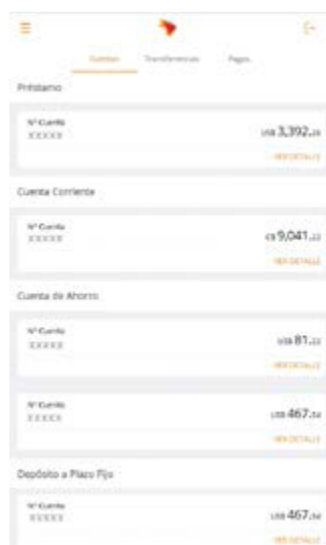 Cuentas Transferencias Pagos
Préstamo
N° Cuenta
XXXXX
US$ 3,392.
VER DETALLE
Cuenta Corriente
N° Cuenta
XXXXX
C$ 9,041.
VER DETALLE
Cuenta de Ahorro
N° Cuenta
XXXXX
US$ 81.
VER DETALLE
N° Cuenta
XXXXX
US$ 467.
VER DETALLE
Depósito a Plazo Fijo
N° Cuenta
XXXXX
US$ 467.
VER DETALLE